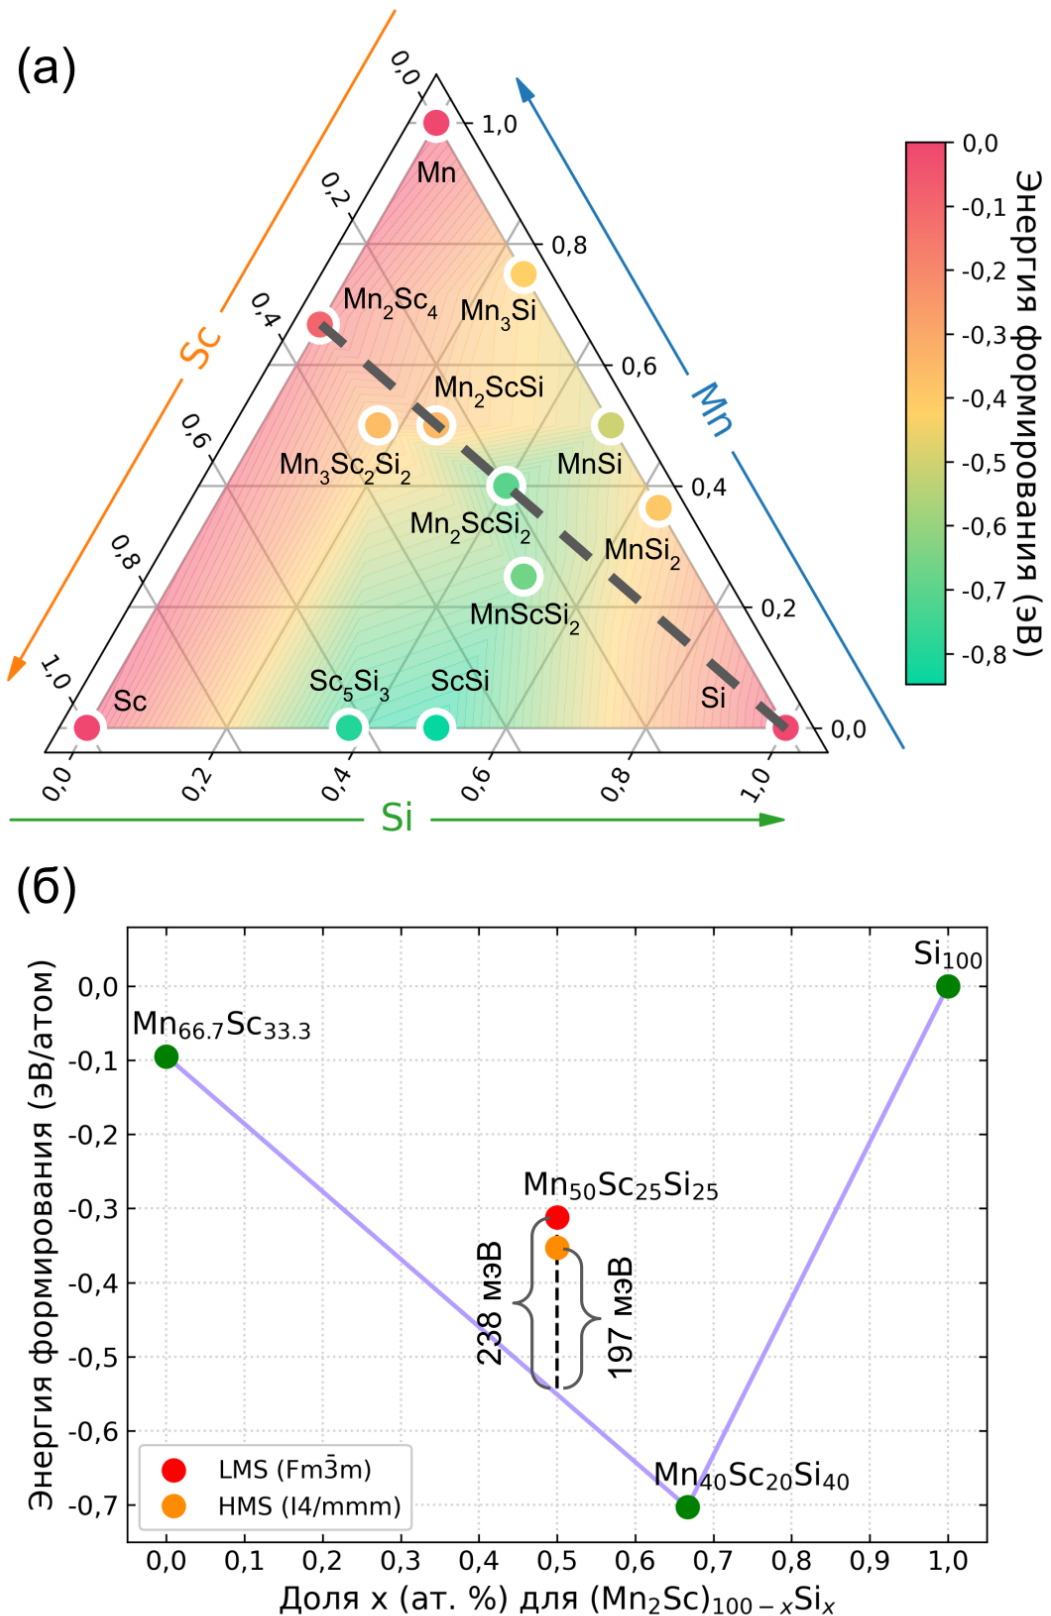 (а)
0,0
1,0
Mn
0,2
0,8
Mn₂Sc₄
Mn₃Si
0,4
Sc
0,6
Mn₂ScSi
Mn
0,6
Mn₃Sc₂Si₂
MnSi
0,4
Mn₂ScSi₂
MnSi₂
0,8
MnScSi₂
0,2
1,0
Sc
Sc₅Si₃
ScSi
Si
0,0
0,0
0,2
0,4
0,6
0,8
1,0
Si
0,0
-0,1
-0,2
-0,3
-0,4
-0,5
-0,6
-0,7
-0,8
Энергия формирования (эВ)
(б)
Si₁₀₀
0,0
Mn₆₆.₇Sc₃₃.₃
-0,1
-0,2
Mn₅₀Sc₂₅Si₂₅
-0,3
-0,4
238 мэВ
197 мэВ
-0,5
-0,6
Mn₄₀Sc₂₀Si₄₀
-0,7
Энергия формирования (эВ/атом)
LMS (Fm3̄m)
HMS (I4/mmm)
0,0 0,1 0,2 0,3 0,4 0,5 0,6 0,7 0,8 0,9 1,0
Доля x (ат. %) для (Mn₂Sc)₁₀₀₋ₓSiₓ